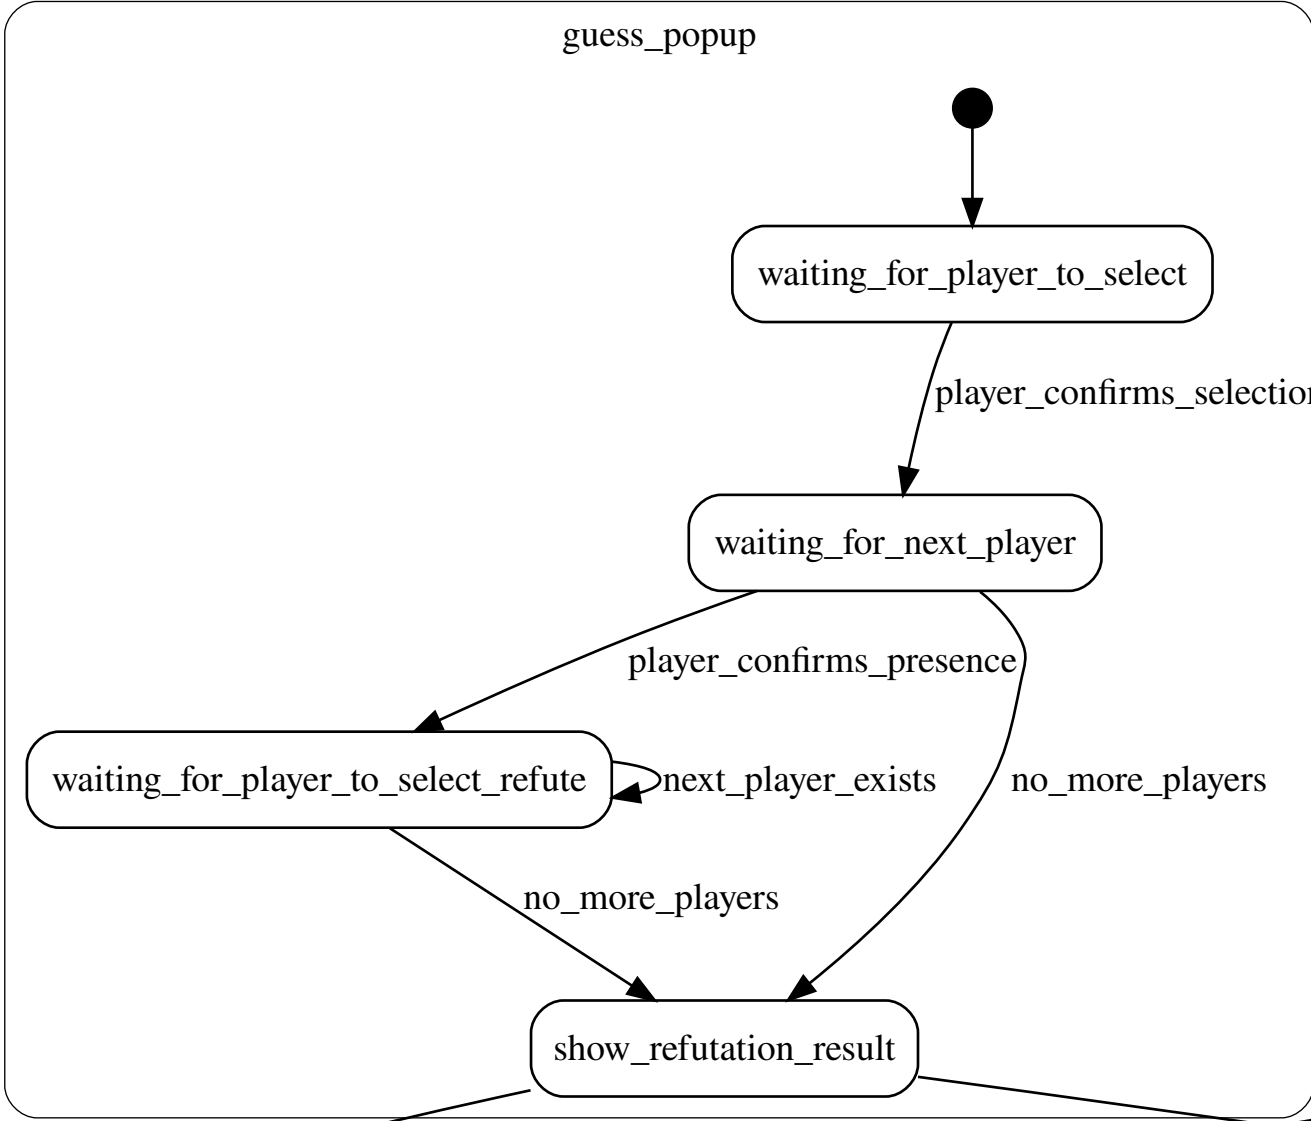 guess_popup
waiting_for_player_to_select
player_confirms_selection
waiting_for_next_player
player_confirms_presence
waiting_for_player_to_select_refute
next_player_exists
no_more_players
no_more_players
show_refutation_result